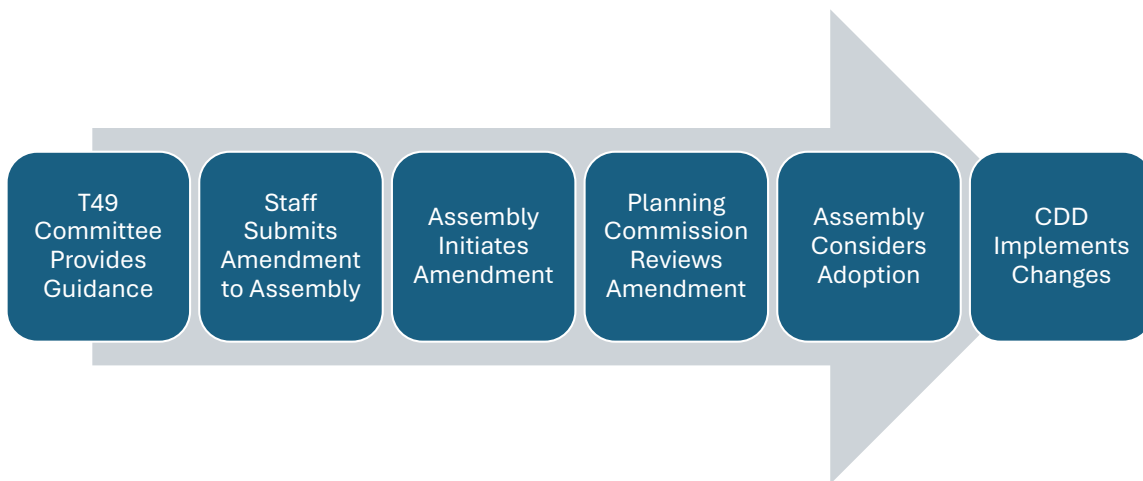 T49
Committee
Provides
Guidance
Staff
Submits
Amendment
to Assembly
Assembly
Initiates
Amendment
Planning
Commission
Reviews
Amendment
Assembly
Considers
Adoption
CDD
Implements
Changes